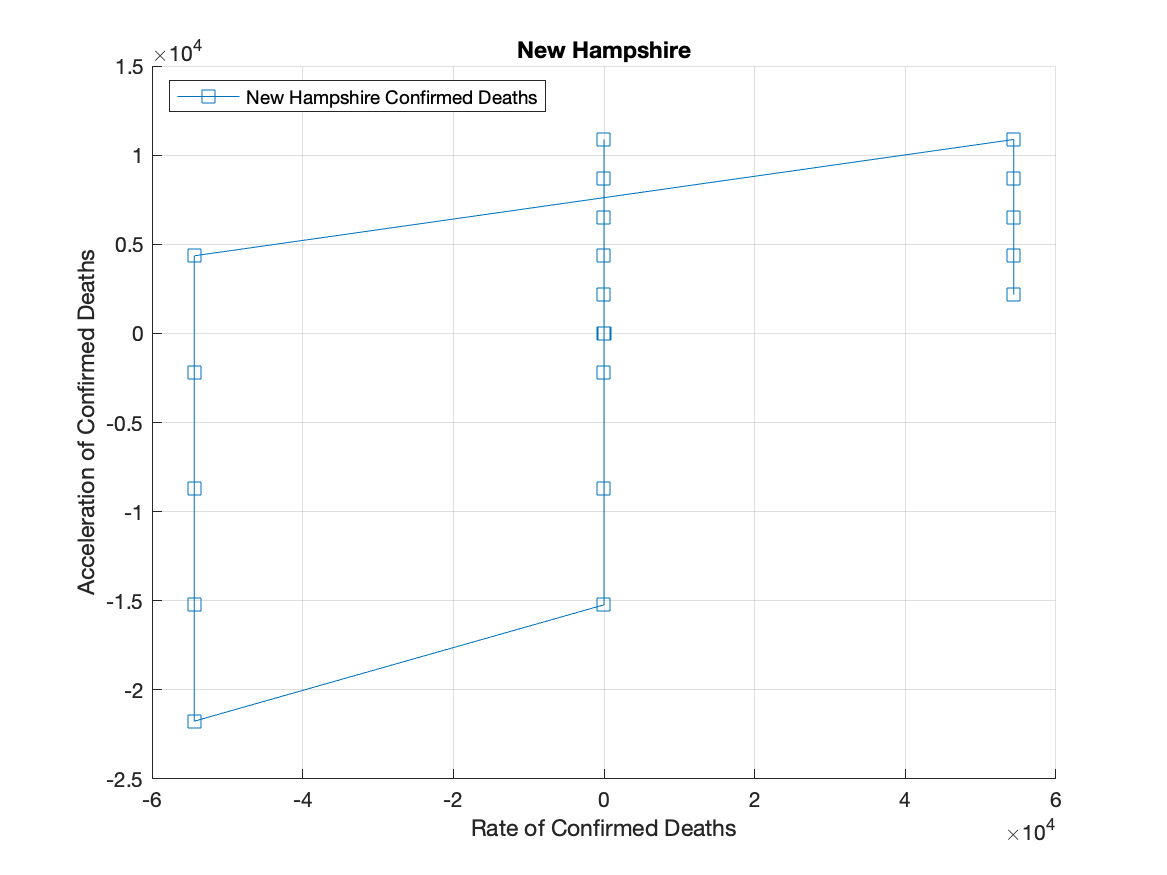 New Hampshire
×10^4
New Hampshire Confirmed Deaths
1.5
1
0.5
0
-0.5
-1
-1.5
-2
-2.5
Acceleration of Confirmed Deaths
-6 -4 -2 0 2 4 6
Rate of Confirmed Deaths
×10^4